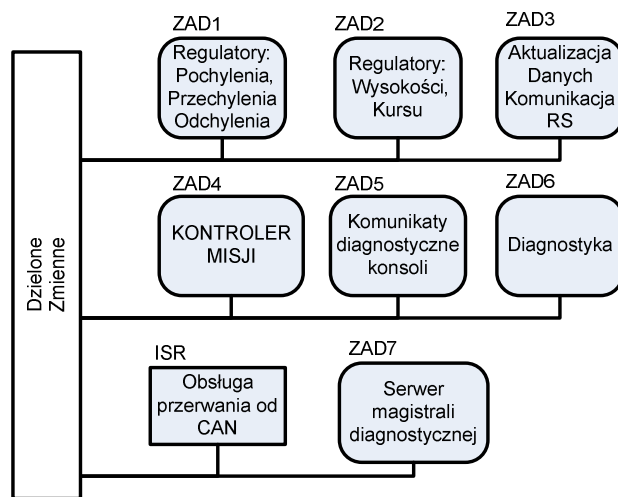 ZAD1
Regulatory:
Pochylenia,
Przechylenia
Odchylenia
ZAD2
Regulatory:
Wysokości,
Kursu
ZAD3
Aktualizacja
Danych
Komunikacja
RS
Dzielone
Zmienne
ZAD4
KONTROLER
MISJI
ZAD5
Komunikaty
diagnostyczne
konsoli
ZAD6
Diagnostyka
ISR
Obsługa
przerwania od
CAN
ZAD7
Serwer
magistrali
diagnostycznej